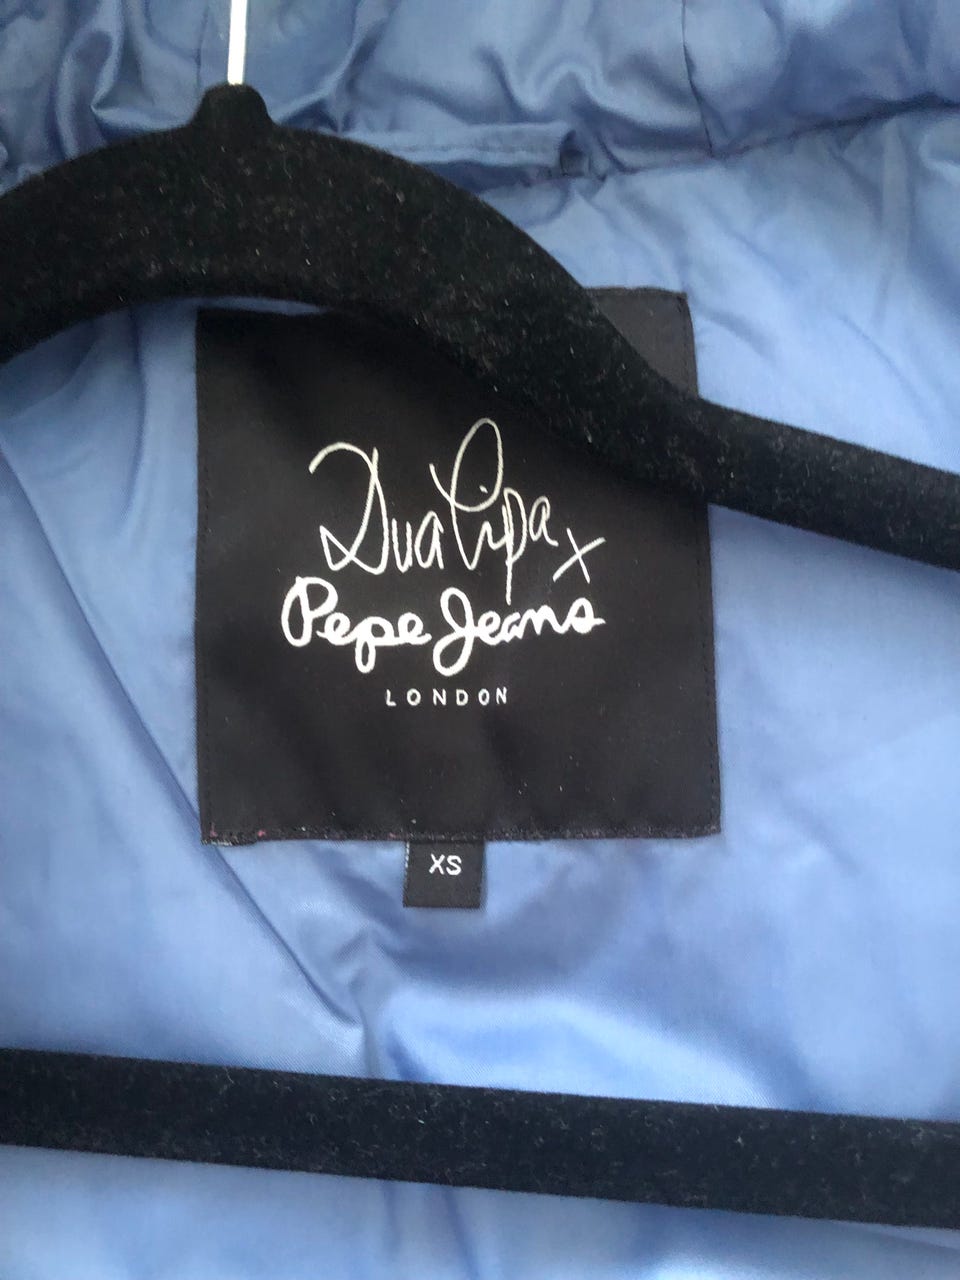 Dua Lipa x
Pepe Jeans
LONDON
XS